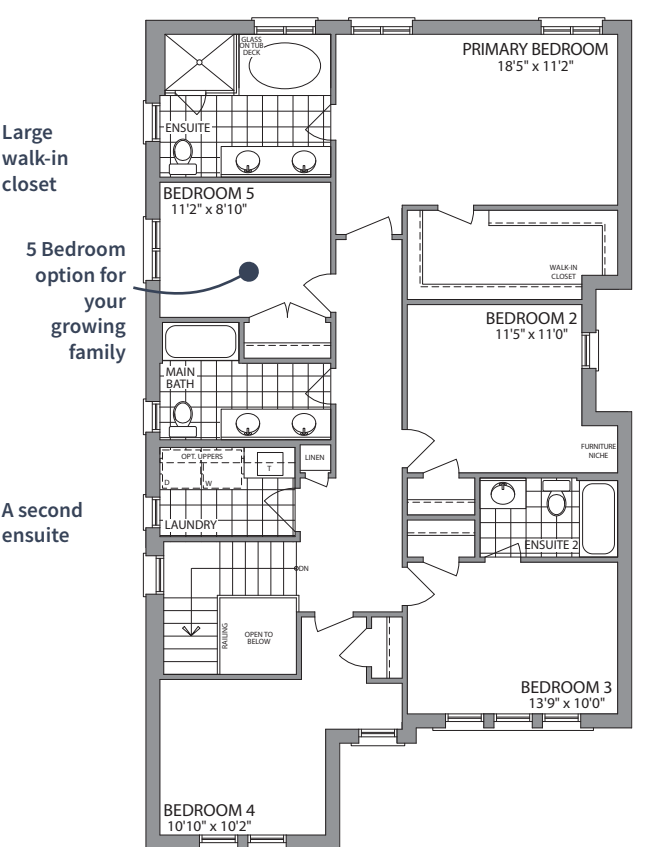 GLASS
ON TUB
DECK
PRIMARY BEDROOM
18'5" x 11'2"
ENSUITE
Large
walk-in
closet
BEDROOM 5
11'2" x 8'10"
5 Bedroom
option for
your
growing
family
WALK-IN
CLOSET
BEDROOM 2
11'5" x 11'0"
MAIN
BATH
FURNITURE
NICHE
OPT. UPPERS
LINEN
T
D
W
A second
ensuite
LAUNDRY
ENSUITE 2
DN
RAILING
OPEN TO
BELOW
BEDROOM 3
13'9" x 10'0"
BEDROOM 4
10'10" x 10'2"